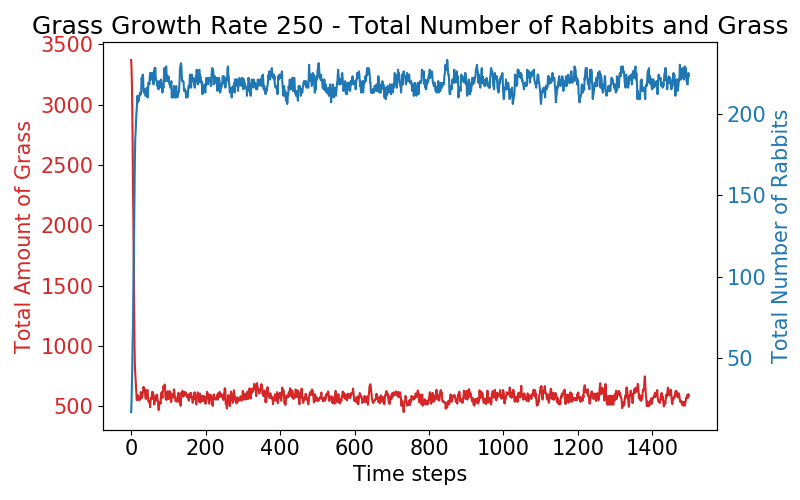 Grass Growth Rate 250 - Total Number of Rabbits and Grass
Total Amount of Grass
3500
3000
2500
2000
1500
1000
500
200
150
100
50
Total Number of Rabbits
0 200 400 600 800 1000 1200 1400
Time steps